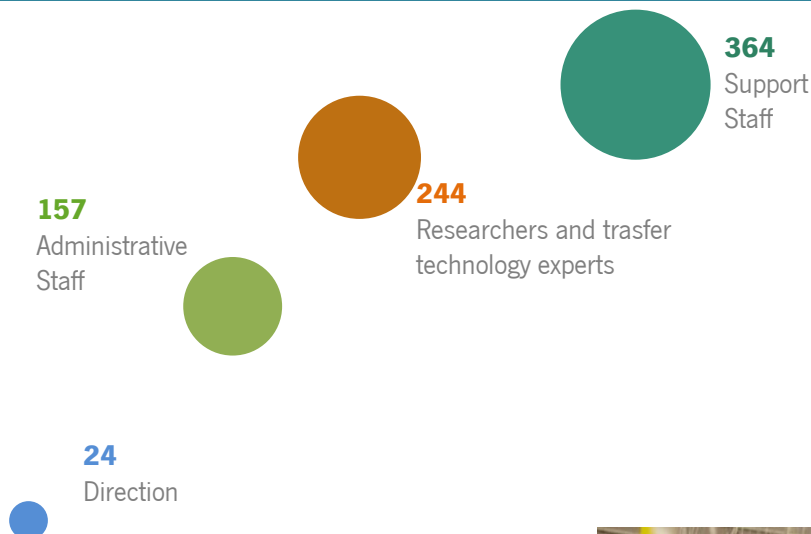 364
Support
Staff
244
Researchers and trasfer
technology experts
157
Administrative
Staff
24
Direction